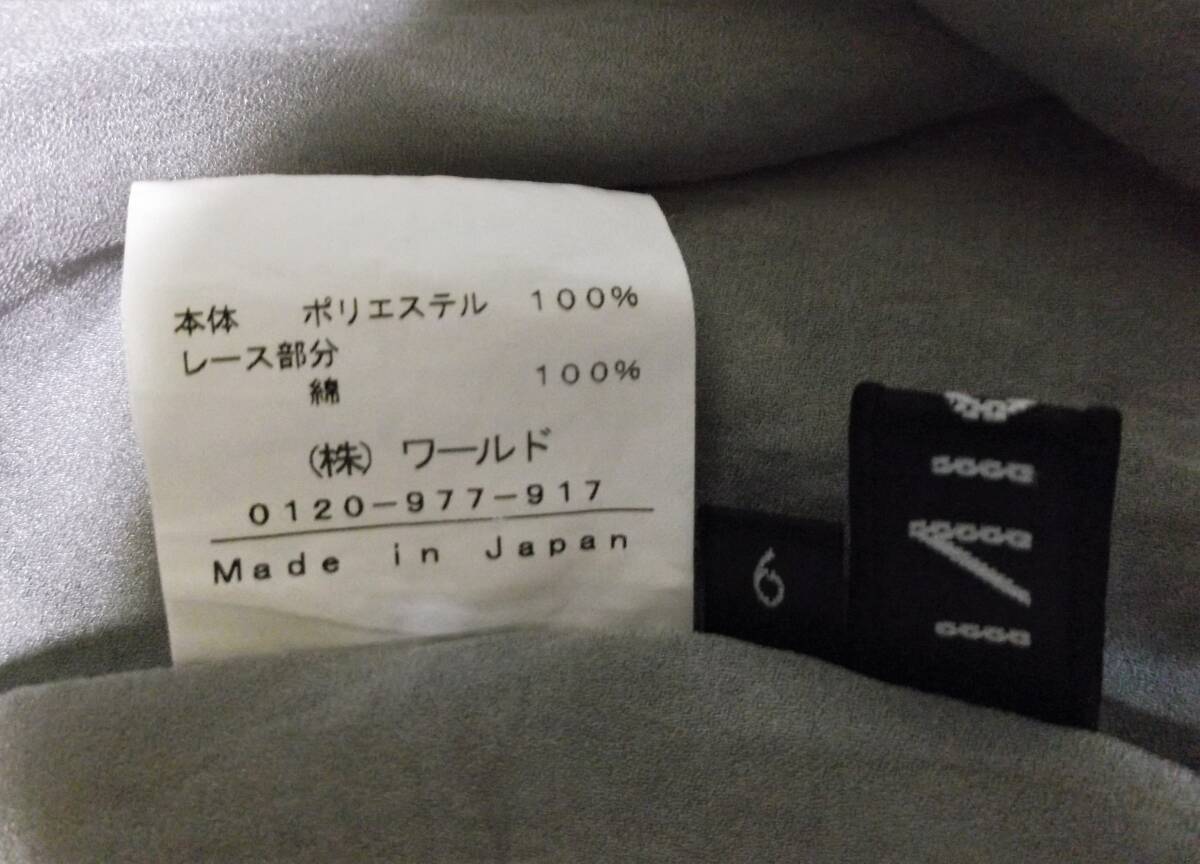 本体 ポリエステル 100%
レース部分
綿 100%
(株) ワールド
0120-977-917
Made in Japan